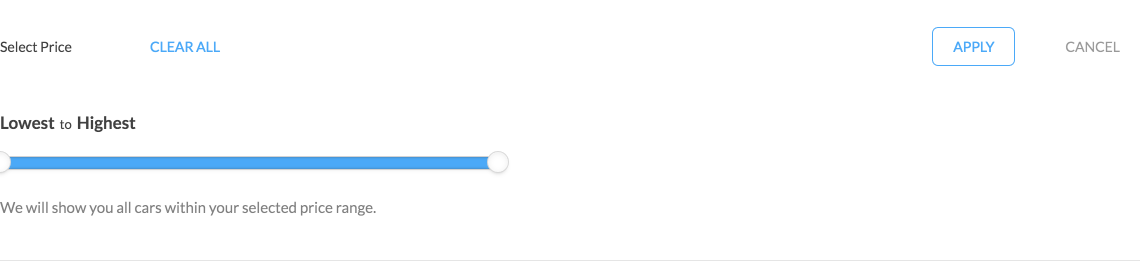 Select Price CLEAR ALL APPLY CANCEL
Lowest to Highest
We will show you all cars within your selected price range.